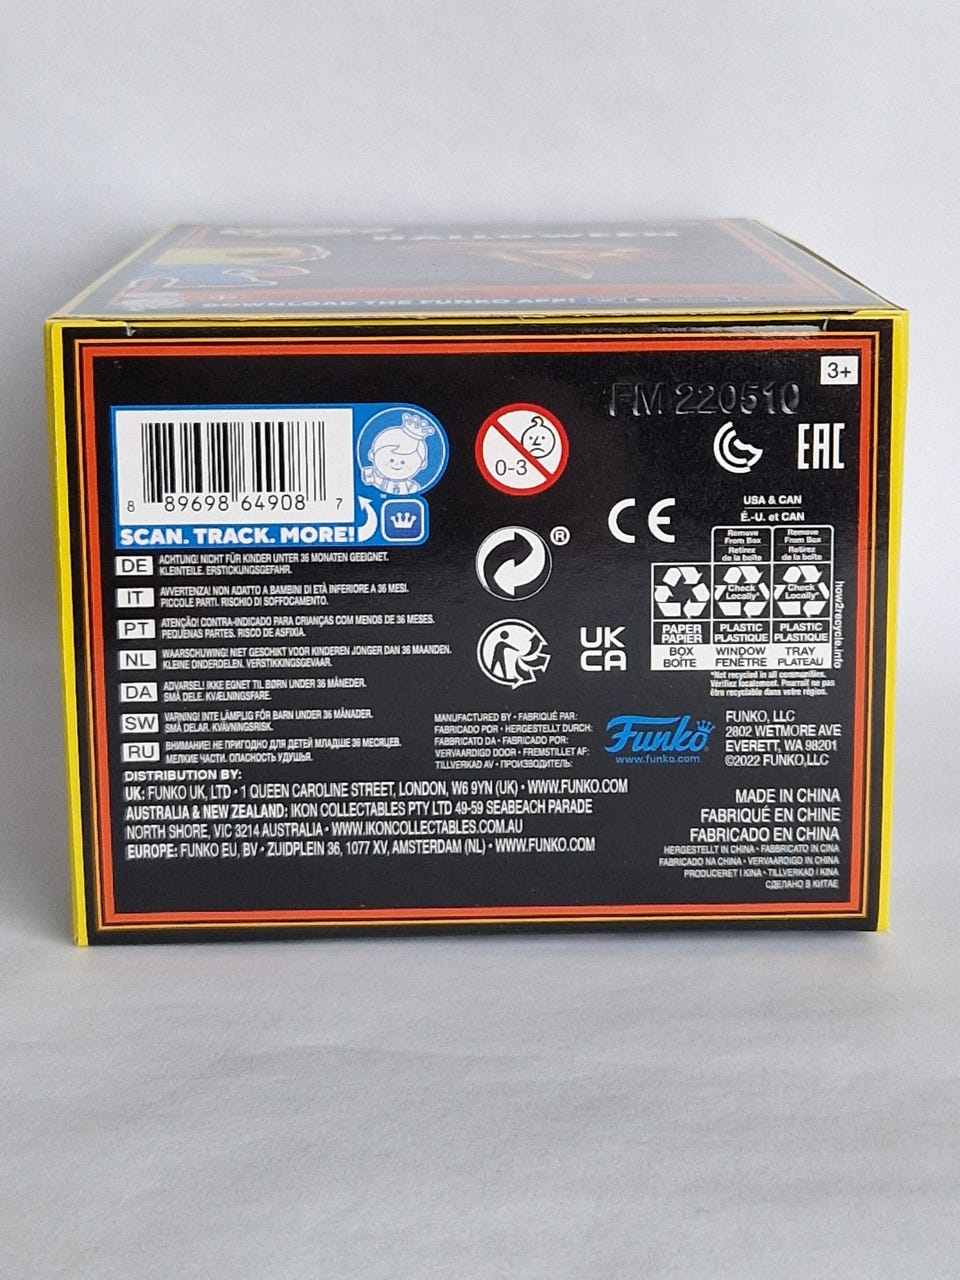 HALLOWEEN
DOWNLOAD THE FUNKO APP!
3+
FM 220510
EAC
8 89698 64908 7
SCAN. TRACK. MORE!
™
0-3
®
CE
UK
CA
USA & CAN
É.-U. et CAN
Remove From Box Retirez de la boîte
Remove From Box Retirez de la boîte
Check Locally*
Check Locally*
PAPER PAPIER
PLASTIC PLASTIQUE
PLASTIC PLASTIQUE
BOX BOÎTE
WINDOW FENÊTRE
TRAY PLATEAU
how2recycle.info
*Not recycled in all communities.
Vérifiez localement. Pourrait ne pas
être recyclable dans votre région.
DE ACHTUNG! NICHT FÜR KINDER UNTER 36 MONATEN GEEIGNET.
KLEINTEILE. ERSTICKUNGSGEFAHR.
IT AVVERTENZA! NON ADATTO A BAMBINI DI ETÀ INFERIORE A 36 MESI.
PICCOLE PARTI. RISCHIO DI SOFFOCAMENTO.
PT ATENÇÃO! CONTRA-INDICADO PARA CRIANÇAS COM MENOS DE 36 MESES.
PEQUENAS PARTES. RISCO DE ASFIXIA.
NL WAARSCHUWING! NIET GESCHIKT VOOR KINDEREN JONGER DAN 36 MAANDEN.
KLEINE ONDERDELEN. VERSTIKKINGSGEVAAR.
DA ADVARSEL! IKKE EGNET TIL BØRN UNDER 36 MÅNEDER.
SMÅ DELE. KVÆLNINGSFARE.
SW VARNING! INTE LÄMPLIG FÖR BARN UNDER 36 MÅNADER.
SMÅ DELAR. KVÄVNINGSRISK.
RU ВНИМАНИЕ! НЕ ПРИГОДНО ДЛЯ ДЕТЕЙ МЛАДШЕ 36 МЕСЯЦЕВ.
МЕЛКИЕ ЧАСТИ. ОПАСНОСТЬ УДУШЬЯ.
MANUFACTURED BY • FABRIQUÉ PAR:
FABRICADO POR • HERGESTELLT DURCH:
FABBRICATO DA • FABRICADO POR:
VERVAARDIGD DOOR • FREMSTILLET AF:
TILLVERKAD AV • ПРОИЗВОДИТЕЛЬ:
Funko
www.funko.com
FUNKO, LLC
2802 WETMORE AVE
EVERETT, WA 98201
©2022 FUNKO,LLC
DISTRIBUTION BY:
UK: FUNKO UK, LTD • 1 QUEEN CAROLINE STREET, LONDON, W6 9YN (UK) • WWW.FUNKO.COM
AUSTRALIA & NEW ZEALAND: IKON COLLECTABLES PTY LTD 49-59 SEABEACH PARADE
NORTH SHORE, VIC 3214 AUSTRALIA • WWW.IKONCOLLECTABLES.COM.AU
EUROPE: FUNKO EU, BV • ZUIDPLEIN 36, 1077 XV, AMSTERDAM (NL) • WWW.FUNKO.COM
MADE IN CHINA
FABRIQUÉ EN CHINE
FABRICADO EN CHINA
HERGESTELLT IN CHINA • FABBRICATO IN CINA
FABRICADO NA CHINA • VERVAARDIGD IN CHINA
PRODUCERET I KINA • TILLVERKAD I KINA
СДЕЛАНО В КИТАЕ